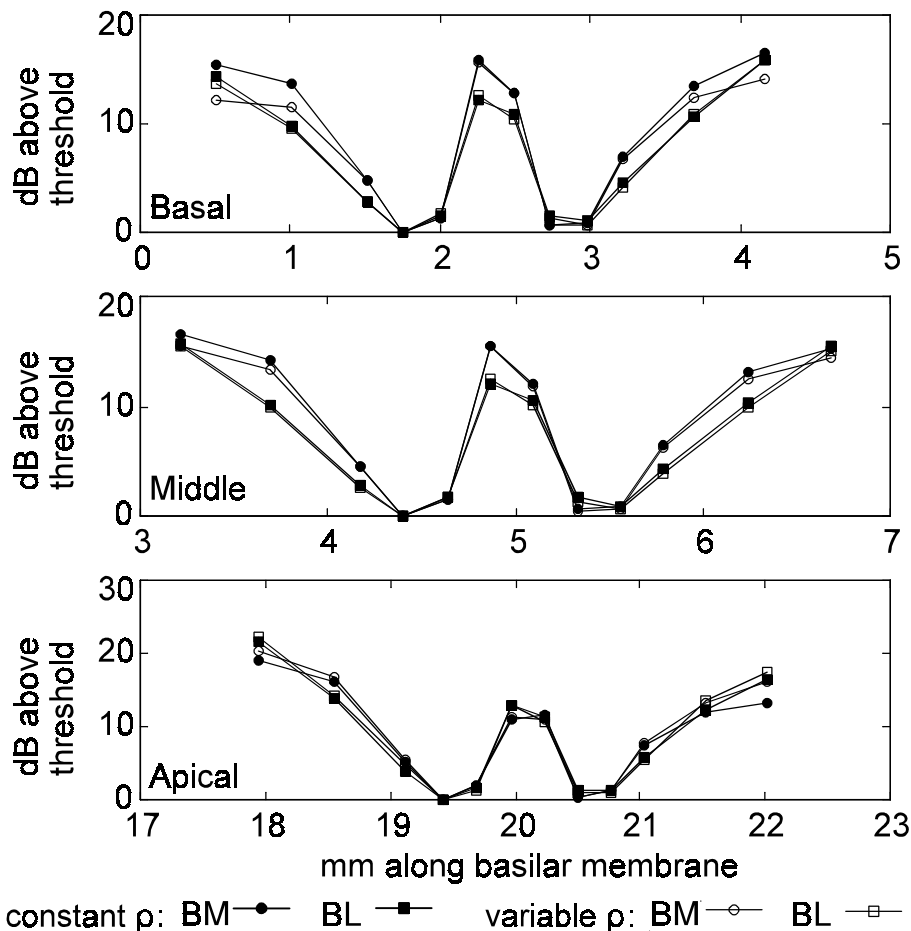 20
10
0
dB above
threshold
Basal
0 1 2 3 4 5
20
10
0
dB above
threshold
Middle
3 4 5 6 7
30
20
10
0
dB above
threshold
Apical
17 18 19 20 21 22 23
mm along basilar membrane
constant ρ: BM BL variable ρ: BM BL